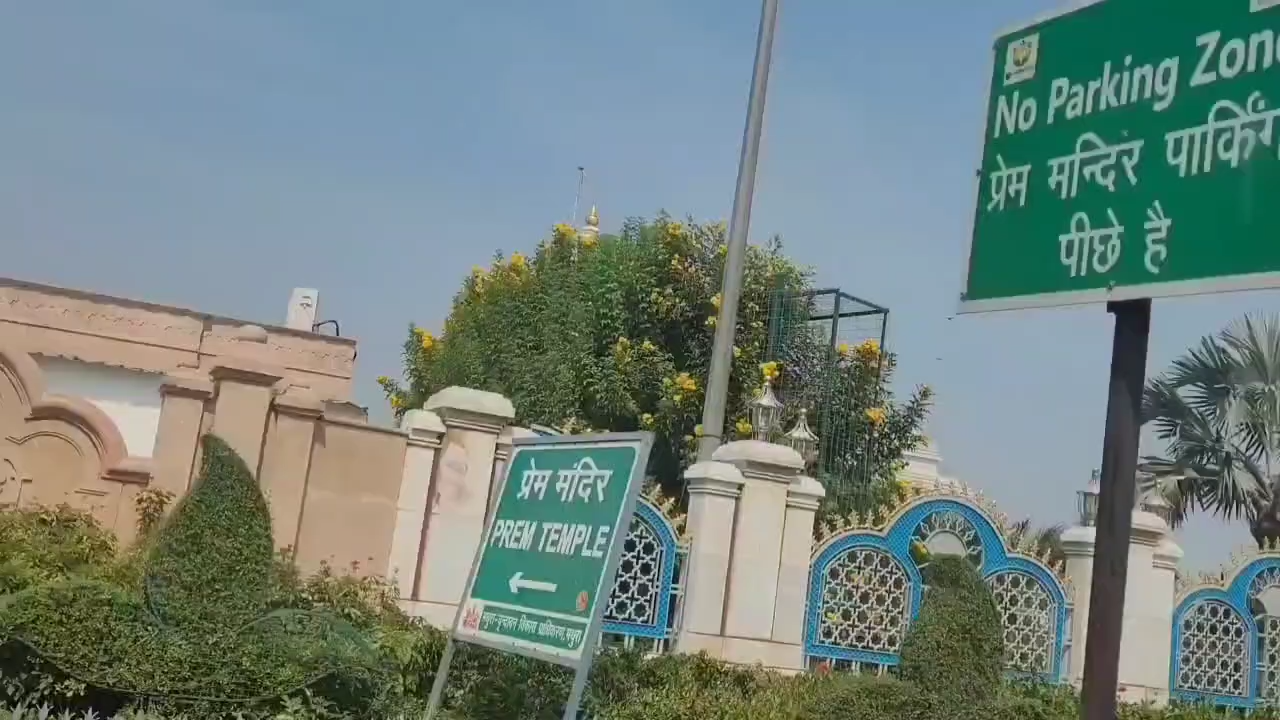 No Parking Zone
प्रेम मन्दिर पार्किंग
पीछे है
प्रेम मंदिर
PREM TEMPLE
मथुरा-वृन्दावन विकास प्राधिकरण, मथुरा